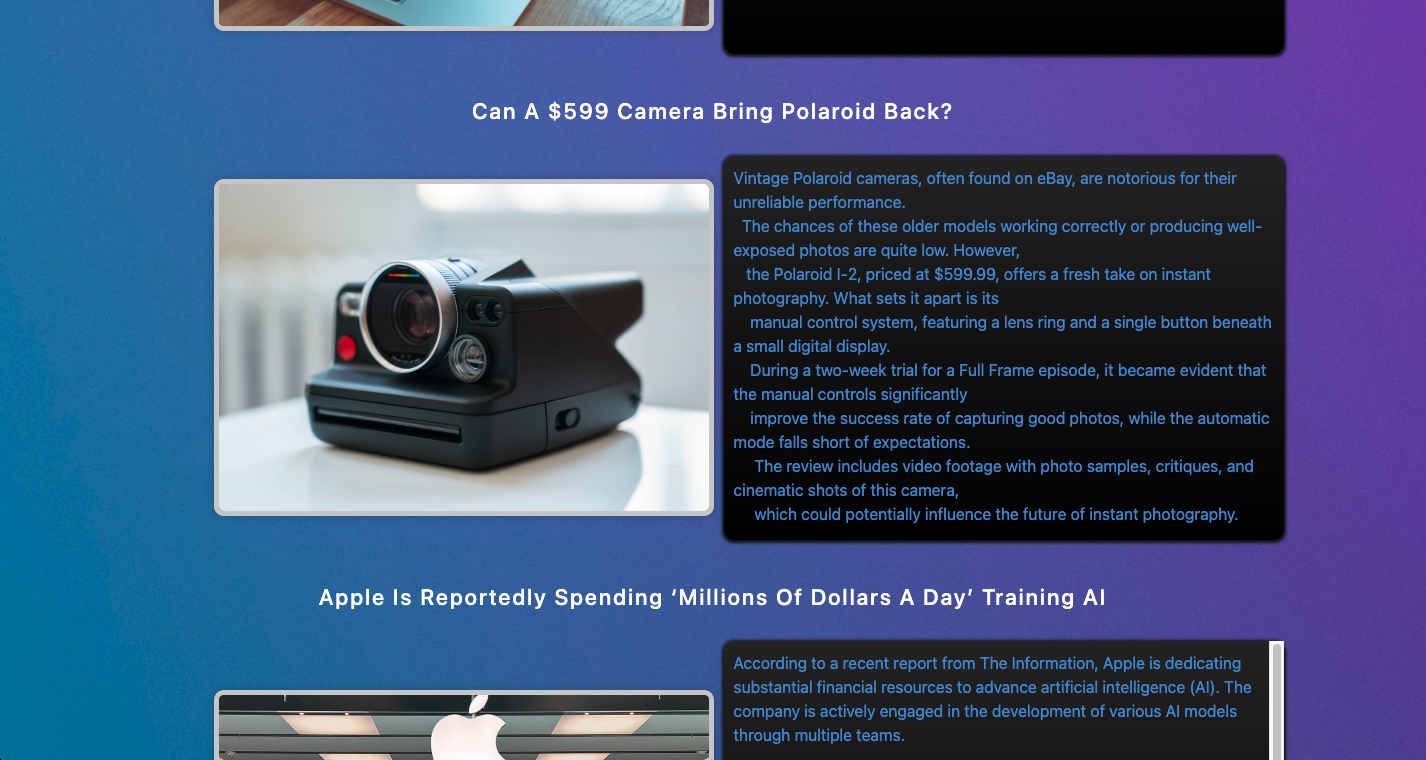 Can A $599 Camera Bring Polaroid Back?
Vintage Polaroid cameras, often found on eBay, are notorious for their
unreliable performance.
The chances of these older models working correctly or producing well-
exposed photos are quite low. However,
the Polaroid I-2, priced at $599.99, offers a fresh take on instant
photography. What sets it apart is its
manual control system, featuring a lens ring and a single button beneath
a small digital display.
During a two-week trial for a Full Frame episode, it became evident that
the manual controls significantly
improve the success rate of capturing good photos, while the automatic
mode falls short of expectations.
The review includes video footage with photo samples, critiques, and
cinematic shots of this camera,
which could potentially influence the future of instant photography.
Apple Is Reportedly Spending ‘Millions Of Dollars A Day’ Training AI
According to a recent report from The Information, Apple is dedicating
substantial financial resources to advance artificial intelligence (AI). The
company is actively engaged in the development of various AI models
through multiple teams.